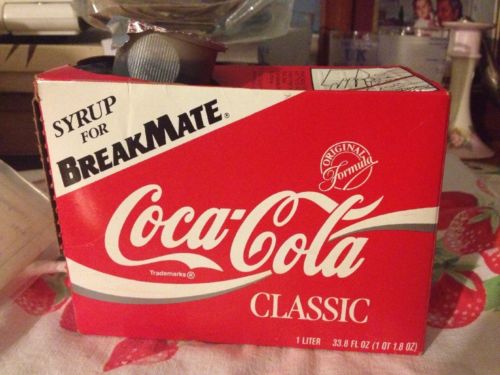 SYRUP
FOR
BREAKMATE®
ORIGINAL
Formula
Coca-Cola
Trademarks®
CLASSIC
1 LITER 33.8 FL OZ (1 QT 1.8 OZ)